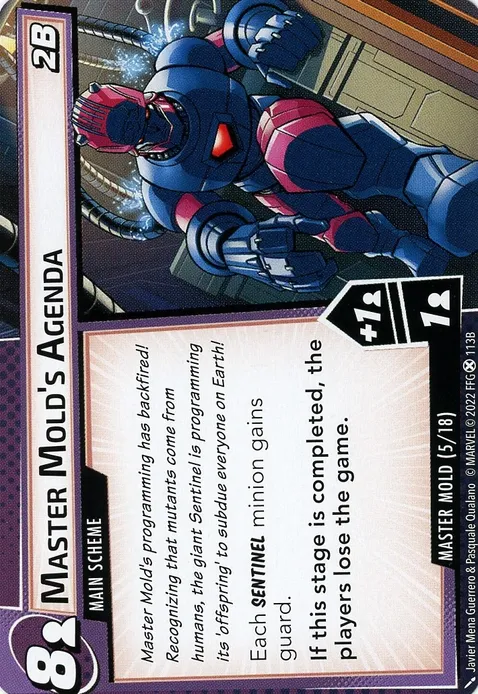 MASTER MOLD'S AGENDA
2B
MAIN SCHEME
8
Master Mold's programming has backfired!
Recognizing that mutants come from
humans, the giant Sentinel is programming
its 'offspring' to subdue everyone on Earth!
Each SENTINEL minion gains
guard.
If this stage is completed, the
players lose the game.
+1
1
MASTER MOLD (5/18)
Javier Mena Guerrero & Pasquale Qualano © MARVEL © 2022 FFG 113B